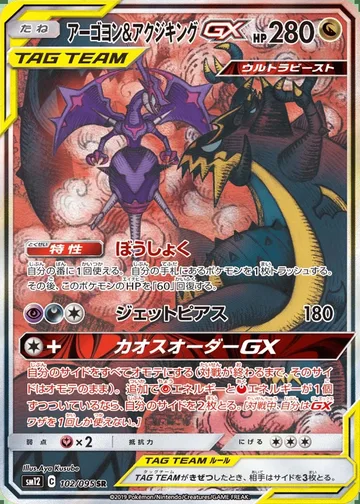 たね アーゴヨン&アクジキングGX HP280
TAG TEAM
ウルトラビースト
とくせい 特性 ぼうしょく
自分の番に1回使える。自分の手札にあるポケモンを1枚トラッシュする。
その後、このポケモンのHPを「60」回復する。
ジェットピアス 180
+ カオスオーダーGX
自分のサイドをすべてオモテにする(対戦が終わるまで、そのサイ
ドはオモテのまま)。追加でエネルギーとエネルギーが1個
ずつついているなら、自分のサイドを2枚とる。(対戦中、自分はGXワ
ザを1回しか使えない。)
弱点 ×2 抵抗力 にげる
Illus. Aya Kusube
TAG TEAM ルール
TAG TEAMがきぜつしたとき、相手はサイドを3枚とる。
sm12 C 102/095 SR
©2019 Pokémon/Nintendo/Creatures/GAME FREAK.